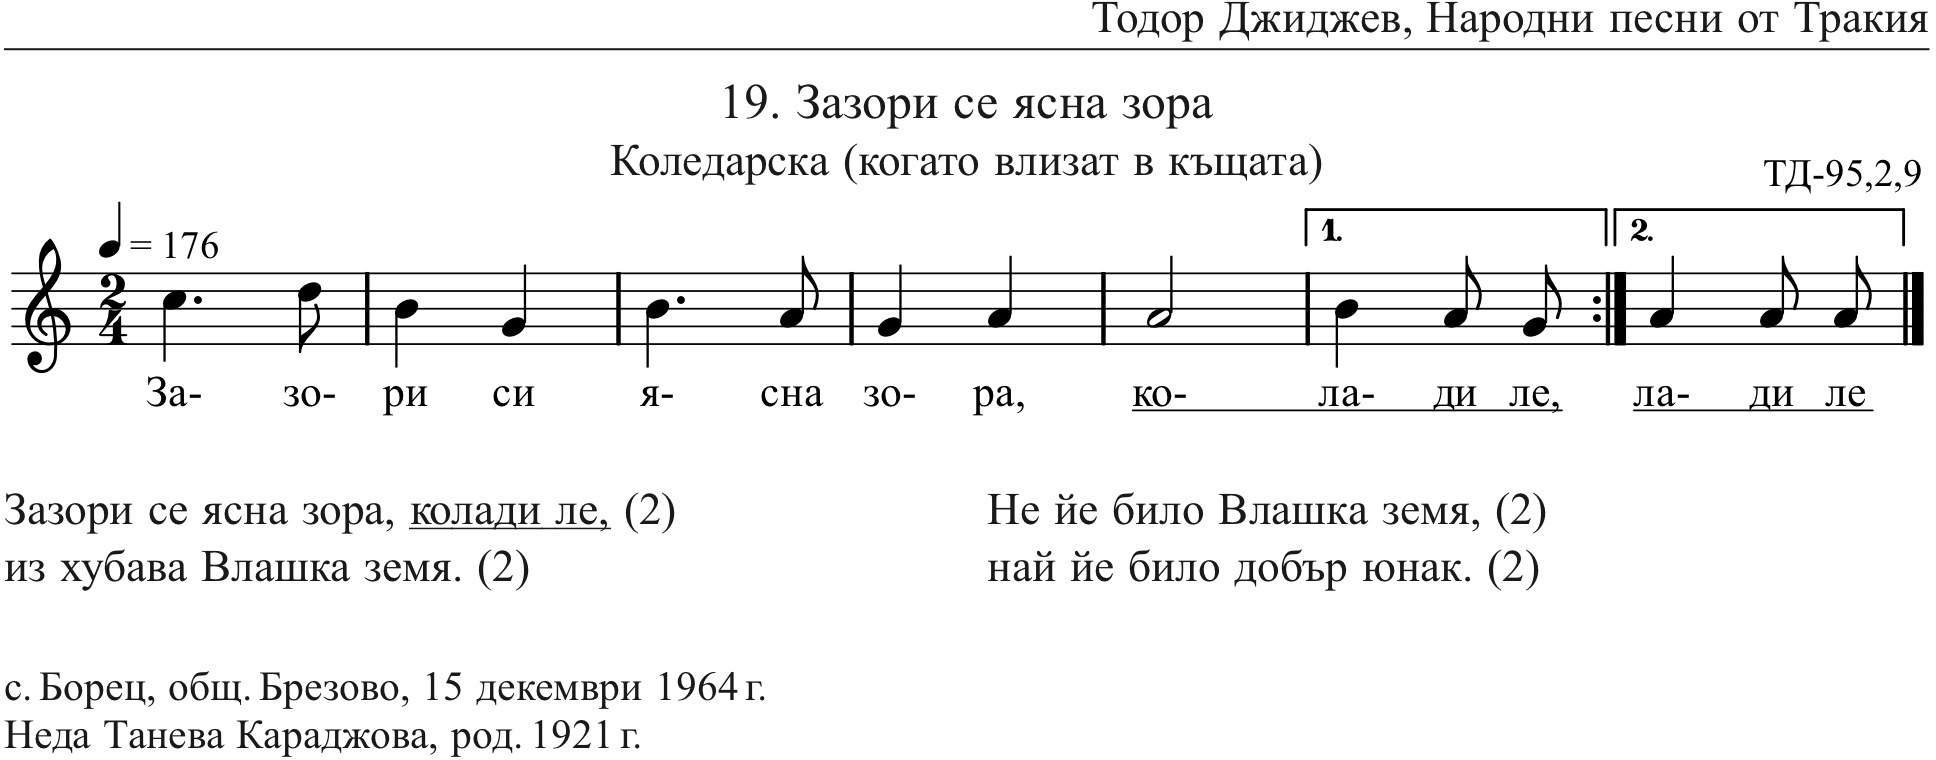 Тодор Джиджев, Народни песни от Тракия
19. Зазори се ясна зора
Коледарска (когато влизат в къщата)
ТД-95,2,9
= 176
1. 2.
2
4
За- зо- ри си я- сна зо- ра, ко- ла- ди ле, ла- ди ле
Зазори се ясна зора, колади ле, (2)
из хубава Влашка земя. (2)
Не йе било Влашка земя, (2)
най йе било добър юнак. (2)
с. Борец, общ. Брезово, 15 декември 1964 г.
Неда Танева Караджова, род. 1921 г.